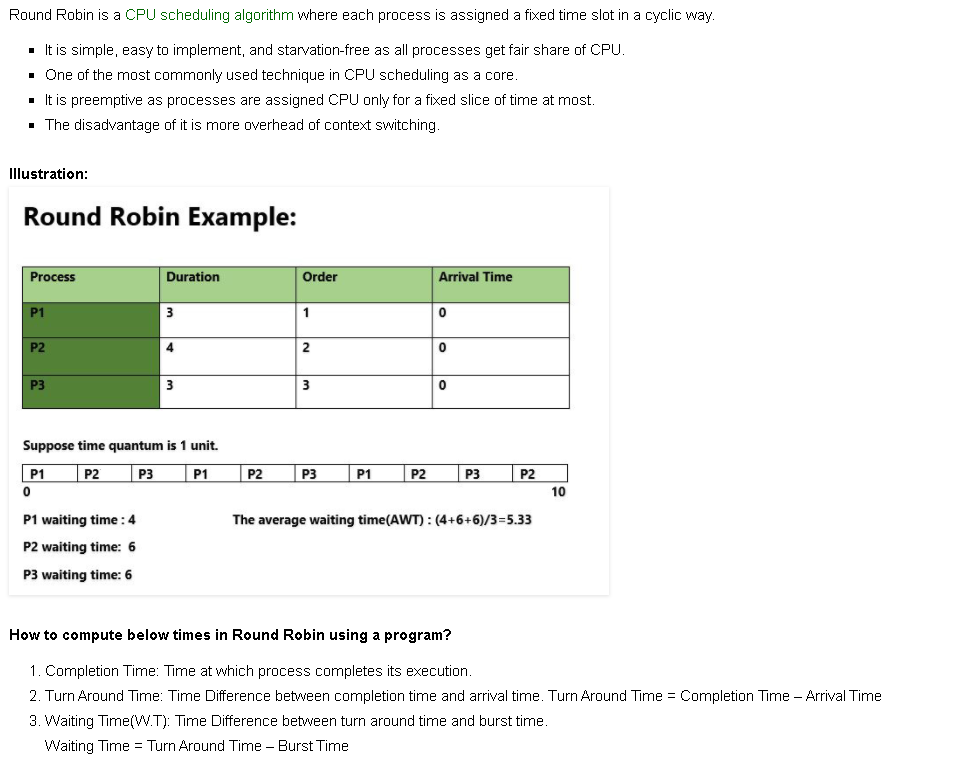 Round Robin is a CPU scheduling algorithm where each process is assigned a fixed time slot in a cyclic way.
▪ It is simple, easy to implement, and starvation-free as all processes get fair share of CPU.
▪ One of the most commonly used technique in CPU scheduling as a core.
▪ It is preemptive as processes are assigned CPU only for a fixed slice of time at most.
▪ The disadvantage of it is more overhead of context switching.
Illustration:
Round Robin Example:
Process Duration Order Arrival Time
P1 3 1 0
P2 4 2 0
P3 3 3 0
Suppose time quantum is 1 unit.
P1 P2 P3 P1 P2 P3 P1 P2 P3 P2
0 10
P1 waiting time : 4 The average waiting time(AWT) : (4+6+6)/3=5.33
P2 waiting time: 6
P3 waiting time: 6
How to compute below times in Round Robin using a program?
1. Completion Time: Time at which process completes its execution.
2. Turn Around Time: Time Difference between completion time and arrival time. Turn Around Time = Completion Time – Arrival Time
3. Waiting Time(W.T): Time Difference between turn around time and burst time.
Waiting Time = Turn Around Time – Burst Time